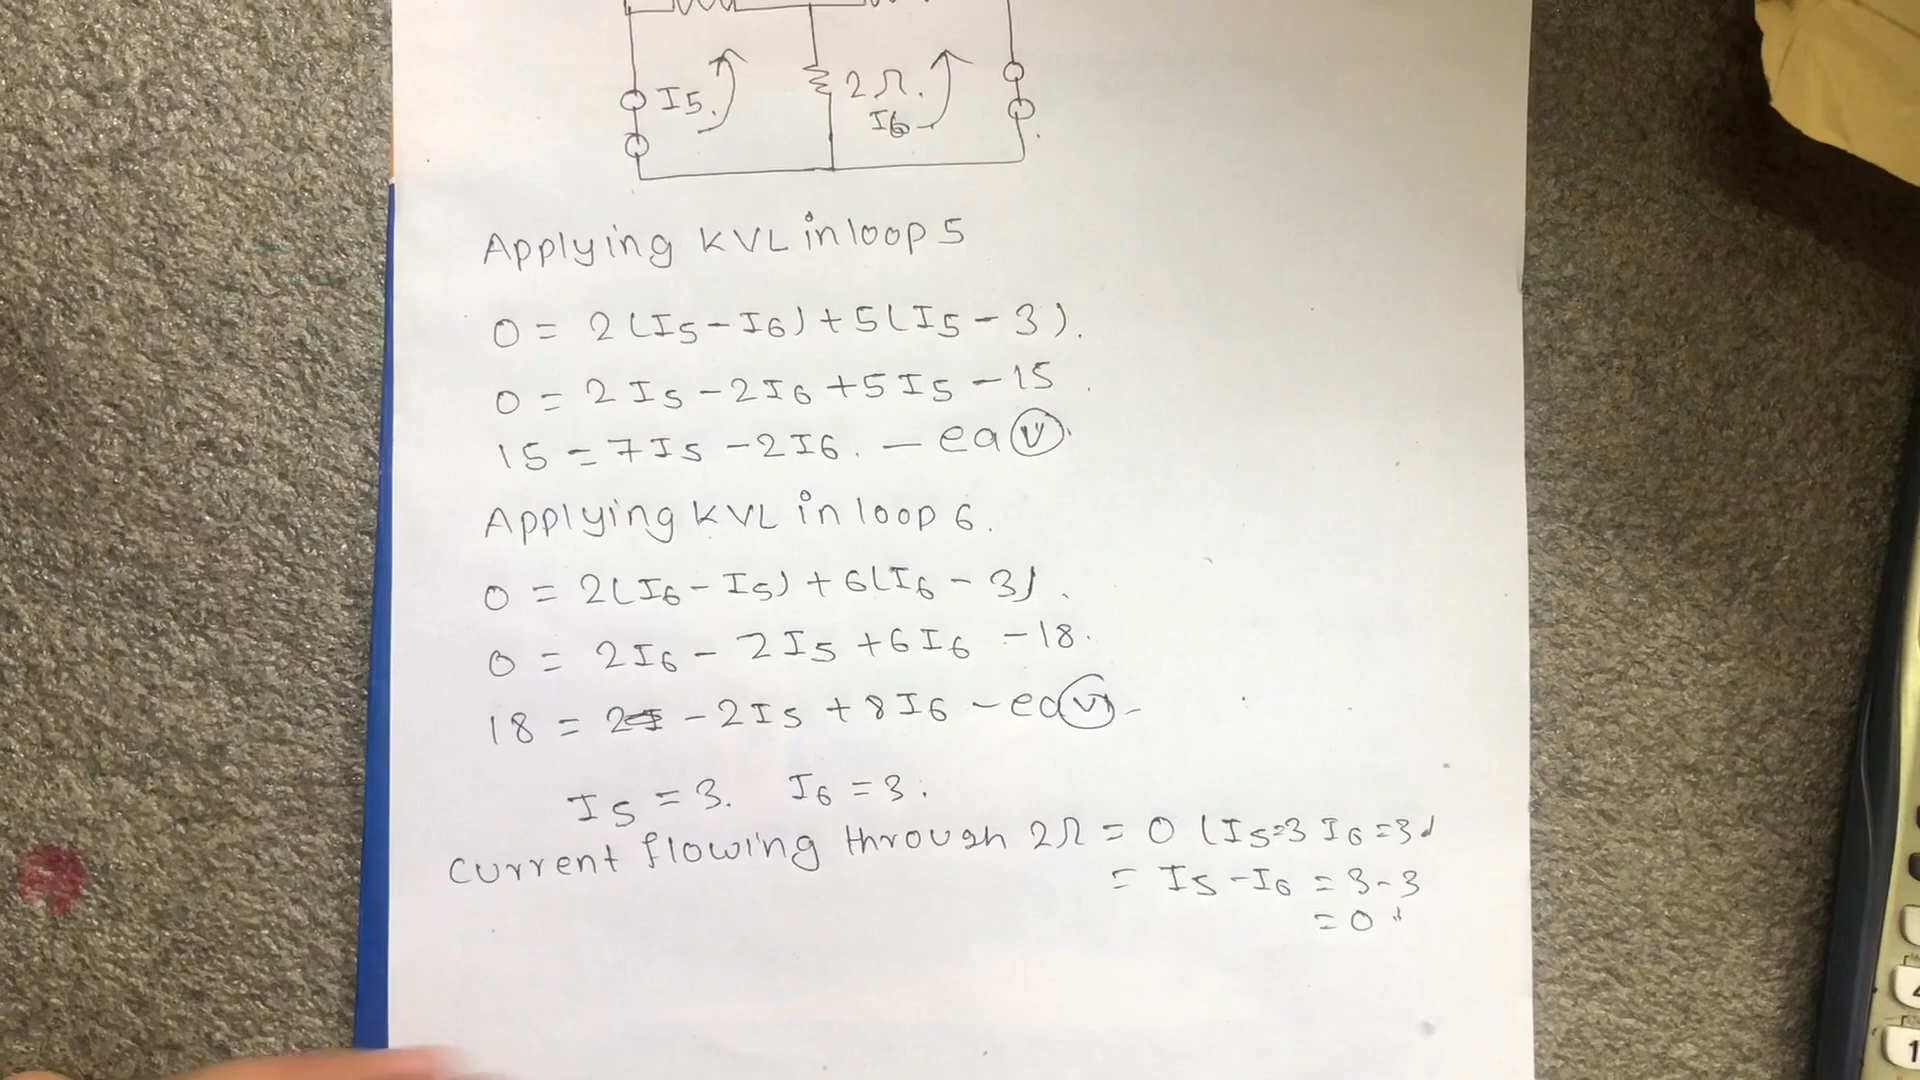 I5.
2Ω.
I6
Applying KVL in loop 5
0 = 2(I5 - I6) + 5(I5 - 3).
0 = 2I5 - 2I6 + 5I5 - 15.
15 = 7I5 - 2I6. - eq (V).
Applying KVL in loop 6.
0 = 2(I6 - I5) + 6(I6 - 3).
0 = 2I6 - 2I5 + 6I6 - 18.
18 = - 2I5 + 8I6 - eq (VI) -
I5 = 3. I6 = 3.
current flowing through 2Ω = 0 (I5=3 I6=3)
= I5 - I6 = 3-3
= 0